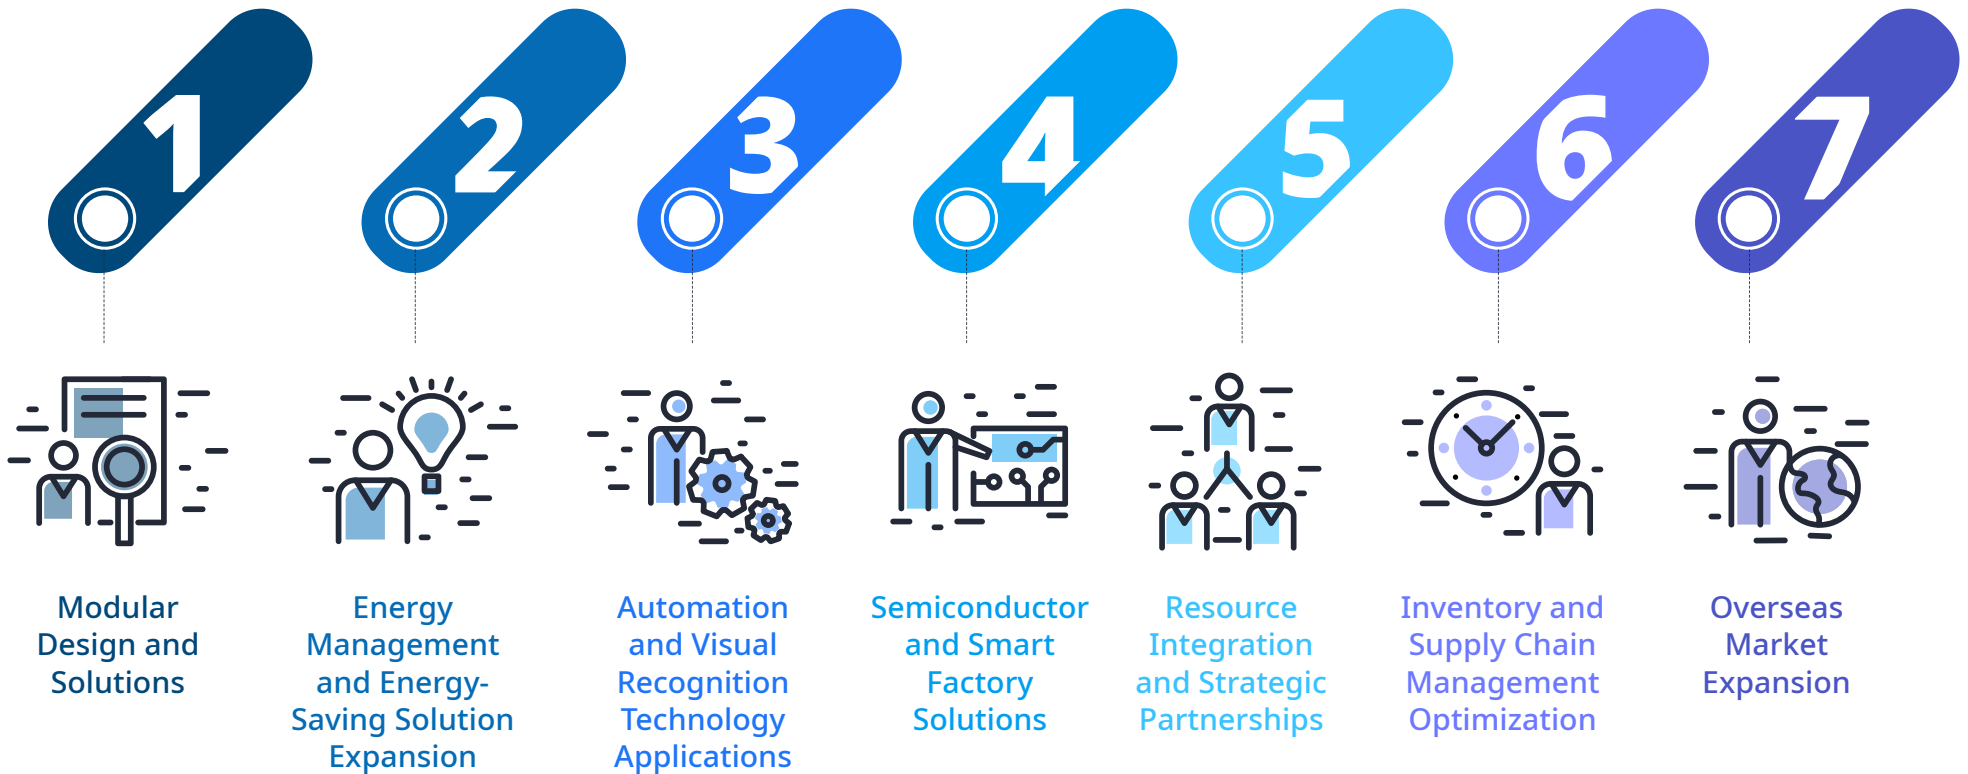 1
2
3
4
5
6
7
Modular
Design and
Solutions
Energy
Management
and Energy-
Saving Solution
Expansion
Automation
and Visual
Recognition
Technology
Applications
Semiconductor
and Smart
Factory
Solutions
Resource
Integration
and Strategic
Partnerships
Inventory and
Supply Chain
Management
Optimization
Overseas
Market
Expansion